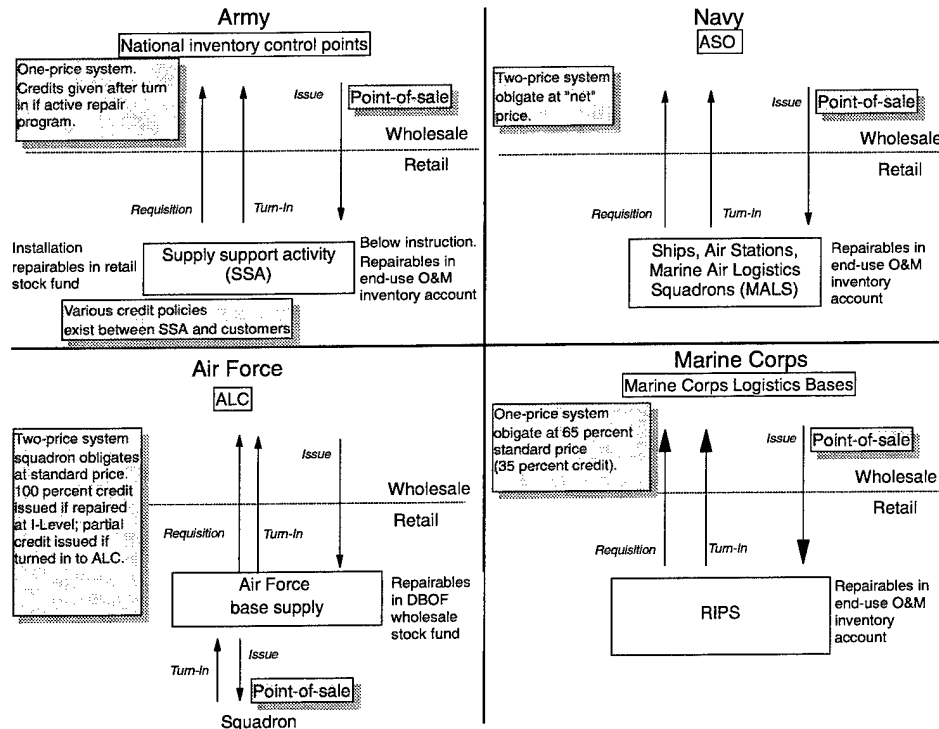 Army
National inventory control points
One-price system.
Credits given after turn
in if active repair
program.
Issue
Point-of-sale
Wholesale
Retail
Requisition
Turn-In
Installation
repairables in retail
stock fund
Supply support activity
(SSA)
Below instruction.
Repairables in
end-use O&M
inventory account
Various credit policies
exist between SSA and customers
Navy
ASO
Two-price system
obligate at "net"
price.
Issue
Point-of-sale
Wholesale
Retail
Requisition
Turn-In
Ships, Air Stations,
Marine Air Logistics
Squadrons (MALS)
Repairables in
end-use O&M
inventory
account
Air Force
ALC
Two-price system
squadron obligates
at standard price.
100 percent credit
issued if repaired
at I-Level; partial
credit issued if
turned in to ALC.
Issue
Wholesale
Retail
Requisition
Turn-In
Air Force
base supply
Repairables
in DBOF
wholesale
stock fund
Turn-In
Issue
Point-of-sale
Squadron
Marine Corps
Marine Corps Logistics Bases
One-price system
obligate at 65 percent
standard price
(35 percent credit).
Issue
Point-of-sale
Wholesale
Retail
Requisition
Turn-In
RIPS
Repairables in
end-use O&M
inventory
account